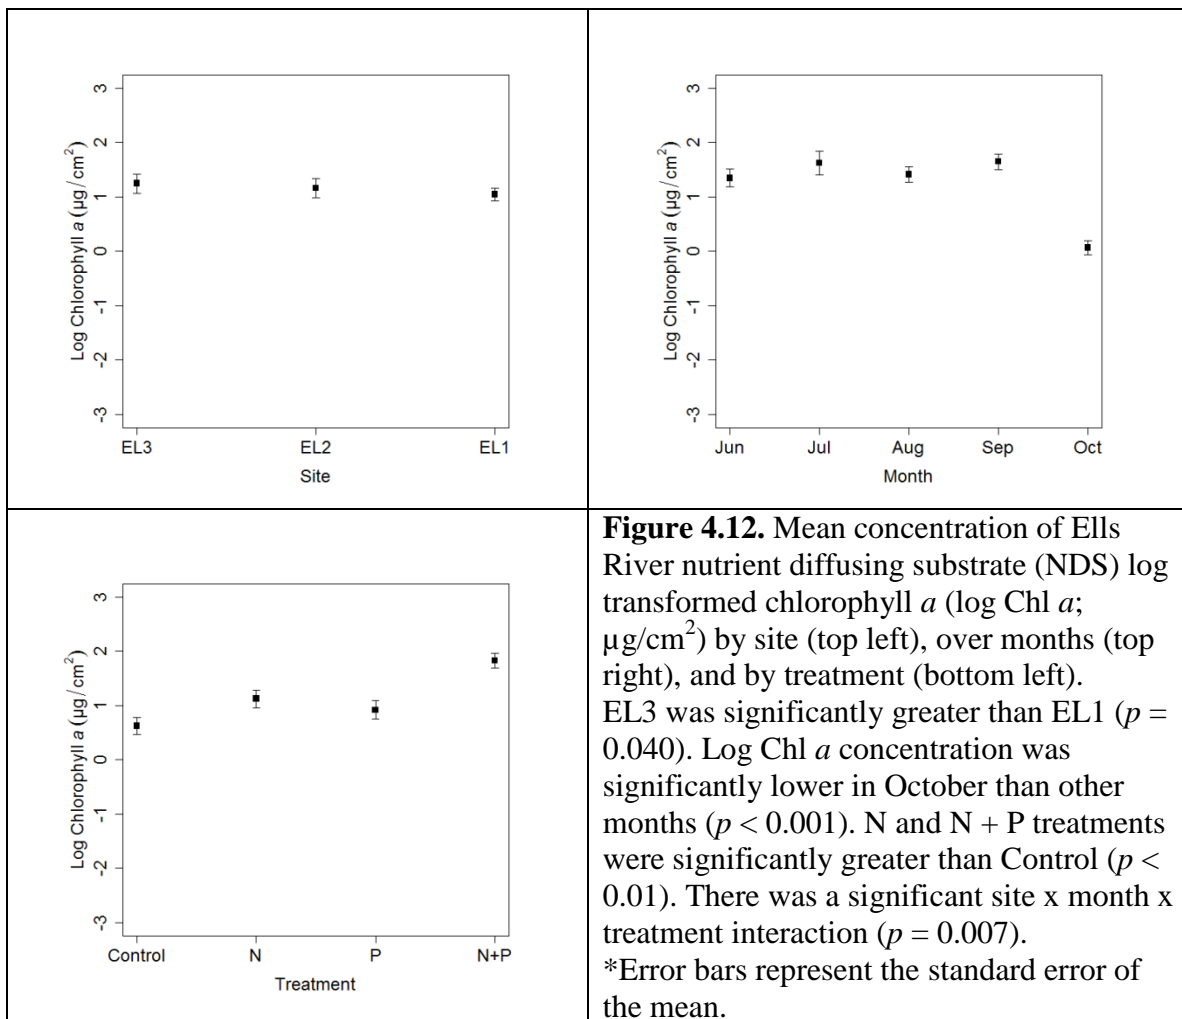 3
2
1
0
-1
-2
-3
Log Chlorophyll a (µg/cm²)
EL3 EL2 EL1
Site
3
2
1
0
-1
-2
-3
Log Chlorophyll a (µg/cm²)
Jun Jul Aug Sep Oct
Month
3
2
1
0
-1
-2
-3
Log Chlorophyll a (µg/cm²)
Control N P N+P
Treatment
Figure 4.12. Mean concentration of Ells
River nutrient diffusing substrate (NDS) log
transformed chlorophyll a (log Chl a;
µg/cm²) by site (top left), over months (top
right), and by treatment (bottom left).
EL3 was significantly greater than EL1 (p =
0.040). Log Chl a concentration was
significantly lower in October than other
months (p < 0.001). N and N + P treatments
were significantly greater than Control (p <
0.01). There was a significant site x month x
treatment interaction (p = 0.007).
*Error bars represent the standard error of
the mean.